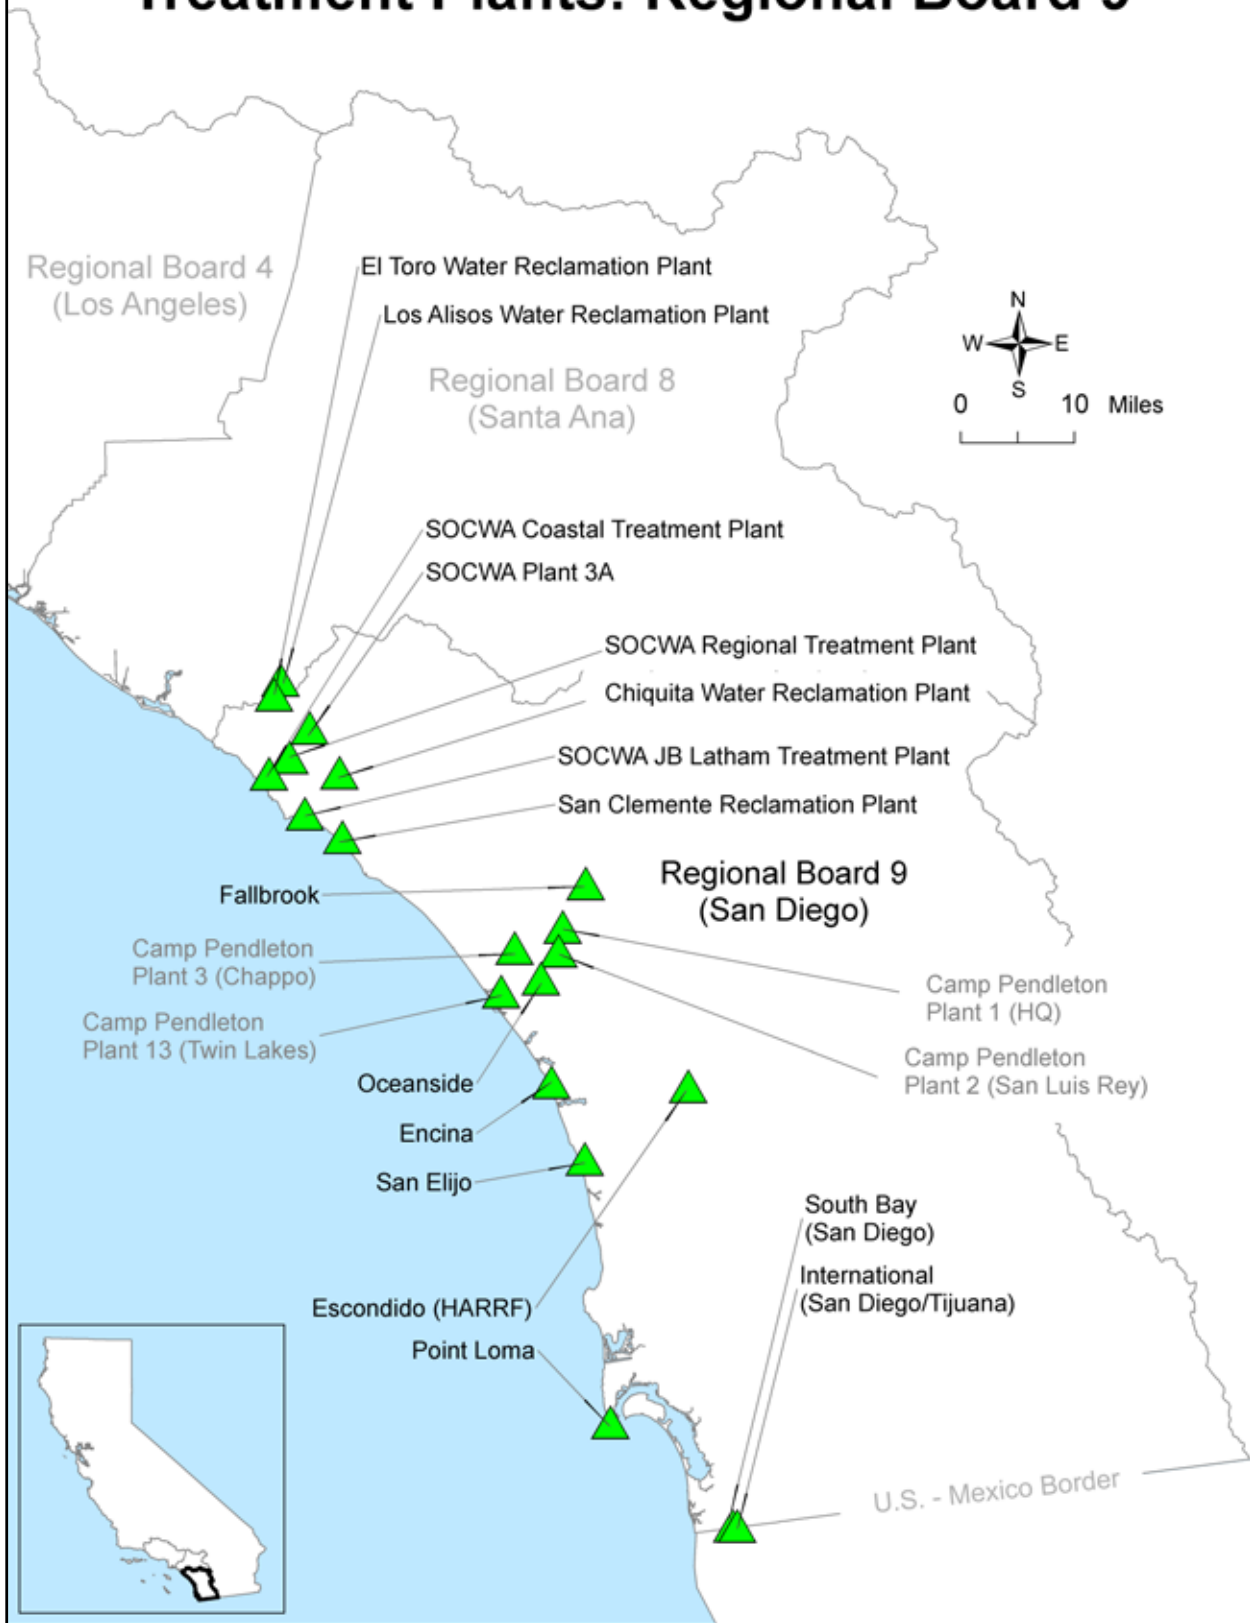 Treatment Plants: Regional Board 9
Regional Board 4
(Los Angeles)
El Toro Water Reclamation Plant
Los Alisos Water Reclamation Plant
Regional Board 8
(Santa Ana)
N
W
E
S
0
10
Miles
SOCWA Coastal Treatment Plant
SOCWA Plant 3A
SOCWA Regional Treatment Plant
Chiquita Water Reclamation Plant
SOCWA JB Latham Treatment Plant
San Clemente Reclamation Plant
Fallbrook
Regional Board 9
(San Diego)
Camp Pendleton
Plant 3 (Chappo)
Camp Pendleton
Plant 1 (HQ)
Camp Pendleton
Plant 13 (Twin Lakes)
Camp Pendleton
Plant 2 (San Luis Rey)
Oceanside
Encina
San Elijo
South Bay
(San Diego)
International
(San Diego/Tijuana)
Escondido (HARRF)
Point Loma
U.S. - Mexico Border